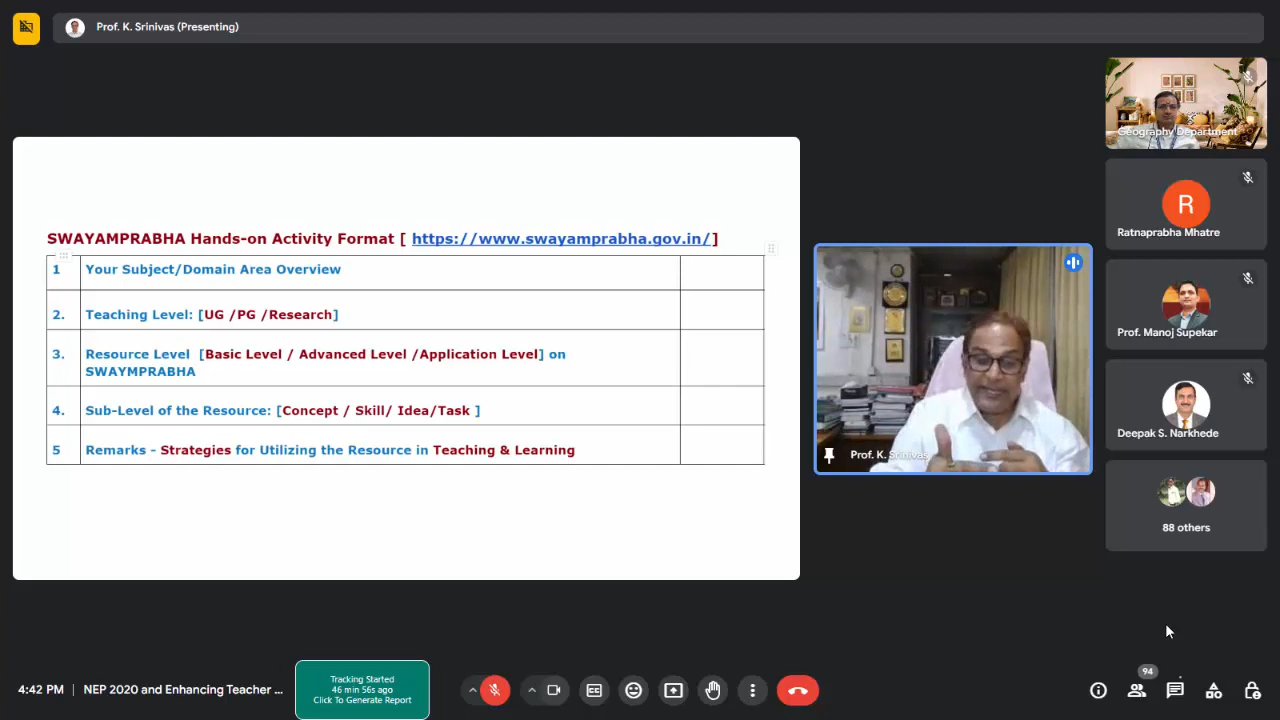 Prof. K. Srinivas (Presenting)
SWAYAMPRABHA Hands-on Activity Format [ https://www.swayamprabha.gov.in/]
1 Your Subject/Domain Area Overview
2. Teaching Level: [UG /PG /Research]
3. Resource Level [Basic Level / Advanced Level /Application Level] on
SWAYMPRABHA
4. Sub-Level of the Resource: [Concept / Skill/ Idea/Task ]
5 Remarks – Strategies for Utilizing the Resource in Teaching & Learning
Prof. K. Srinivas
Geography Department
R
Ratnaprabha Mhatre
Prof. Manoj Supekar
Deepak S. Narkhede
88 others
4:42 PM | NEP 2020 and Enhancing Teacher ...
Tracking Started
46 min 56s ago
Click To Generate Report
94